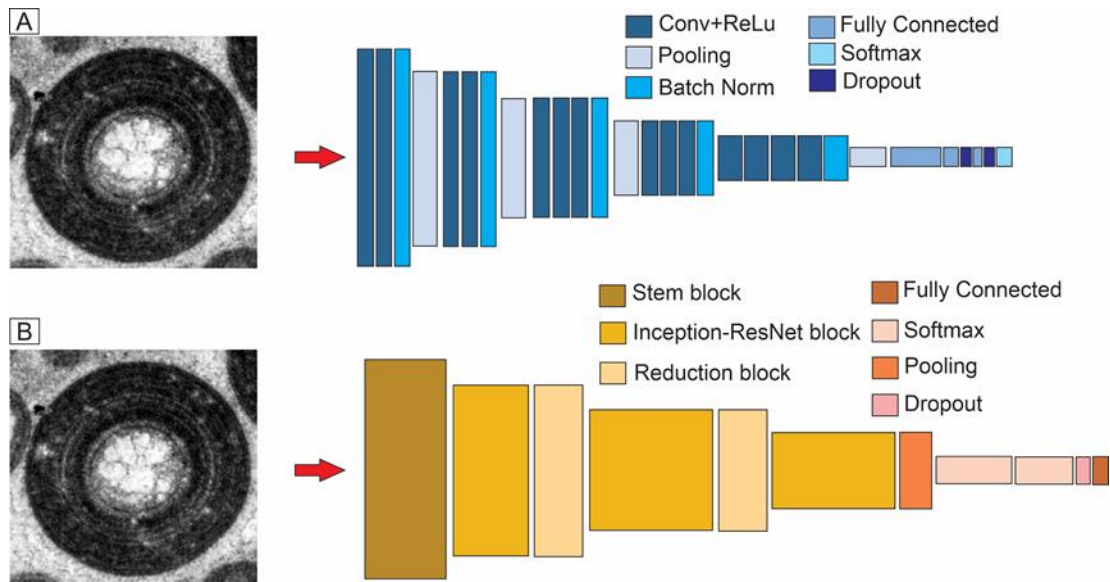 A
Conv+ReLu
Pooling
Batch Norm
Fully Connected
Softmax
Dropout
B
Stem block
Inception-ResNet block
Reduction block
Fully Connected
Softmax
Pooling
Dropout